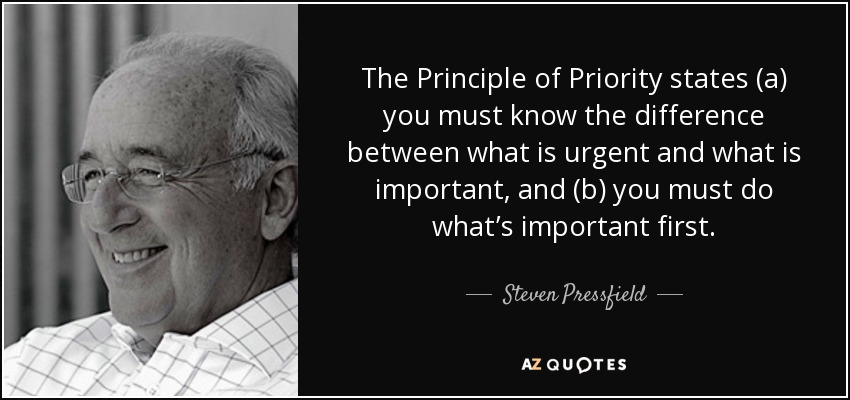 The Principle of Priority states (a)
you must know the difference
between what is urgent and what is
important, and (b) you must do
what’s important first.
Steven Pressfield
AZ QUOTES